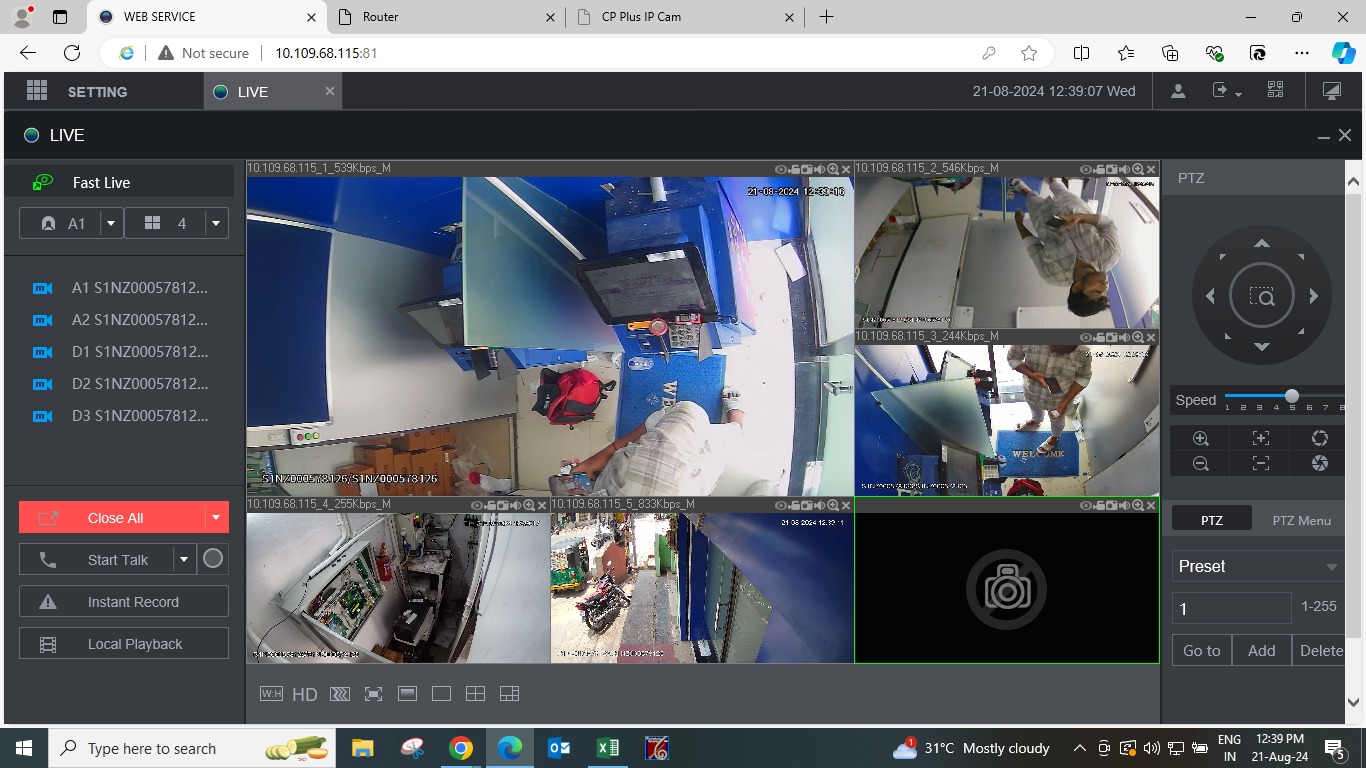 WEB SERVICE
Router
CP Plus IP Cam
Not secure
10.109.68.115:81
SETTING
LIVE
21-08-2024 12:39:07 Wed
LIVE
Fast Live
A1
4
A1 S1NZ00057812...
A2 S1NZ00057812...
D1 S1NZ00057812...
D2 S1NZ00057812...
D3 S1NZ00057812...
Close All
Start Talk
Instant Record
Local Playback
10.109.68.115_1_539Kbps_M
21-08-2024 12:33:16
S1NZ000578126/S1NZ000578126
10.109.68.115_2_546Kbps_M
10.109.68.115_3_244Kbps_M
WELCOME
10.109.68.115_4_255Kbps_M
10.109.68.115_5_833Kbps_M
21-08-2024 12:39:11
W:H
HD
PTZ
Speed
1 2 3 4 5 6 7 8
PTZ
PTZ Menu
Preset
1
1-255
Go to
Add
Delete
Type here to search
31°C Mostly cloudy
ENG
IN
12:39 PM
21-Aug-24
5